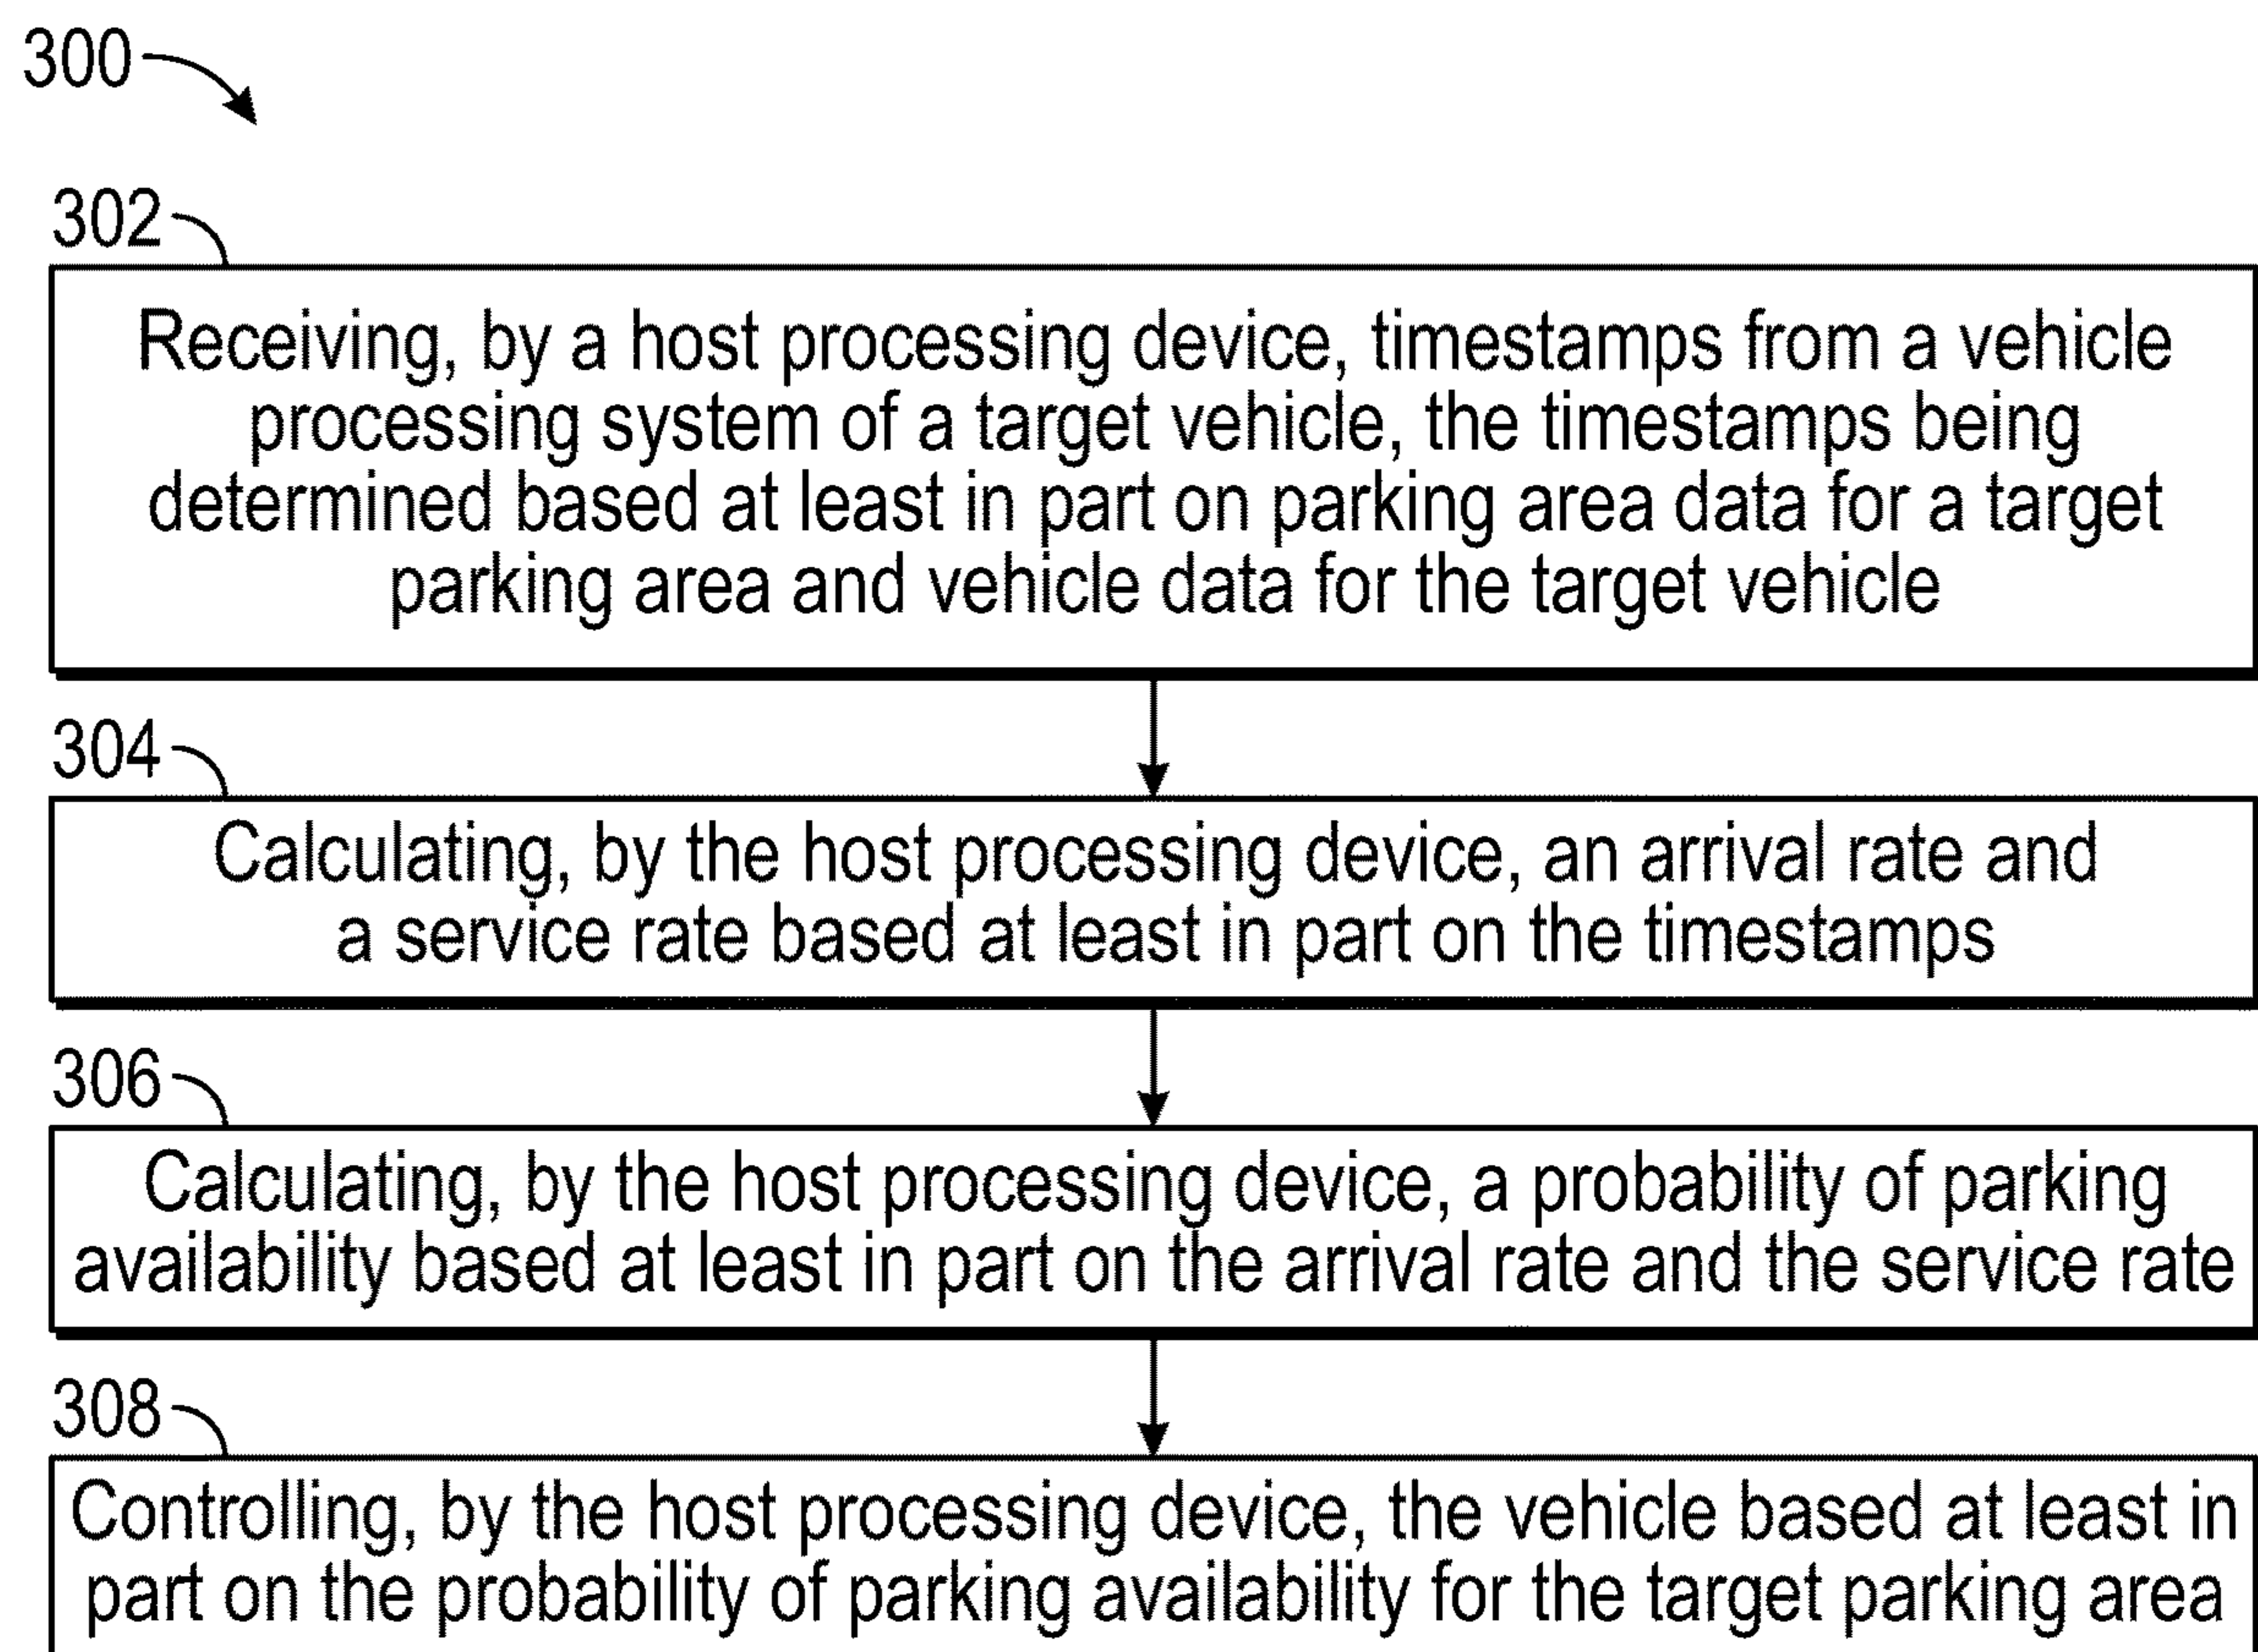 300
302
Receiving, by a host processing device, timestamps from a vehicle
processing system of a target vehicle, the timestamps being
determined based at least in part on parking area data for a target
parking area and vehicle data for the target vehicle
304
Calculating, by the host processing device, an arrival rate and
a service rate based at least in part on the timestamps
306
Calculating, by the host processing device, a probability of parking
availability based at least in part on the arrival rate and the service rate
308
Controlling, by the host processing device, the vehicle based at least in
part on the probability of parking availability for the target parking area